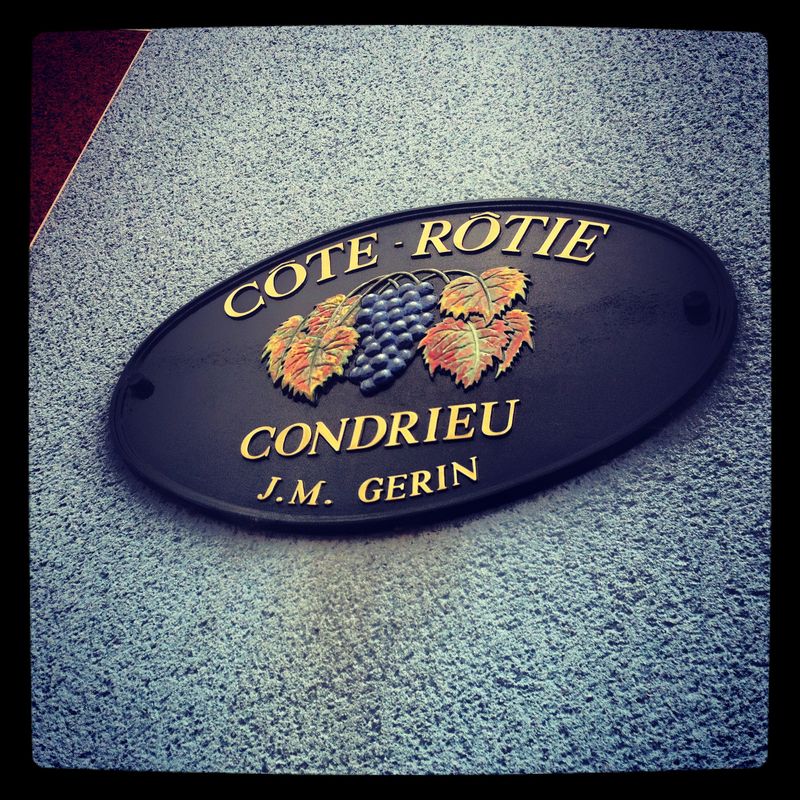 CÔTE - RÔTIE
CONDRIEU
J.M. GERIN